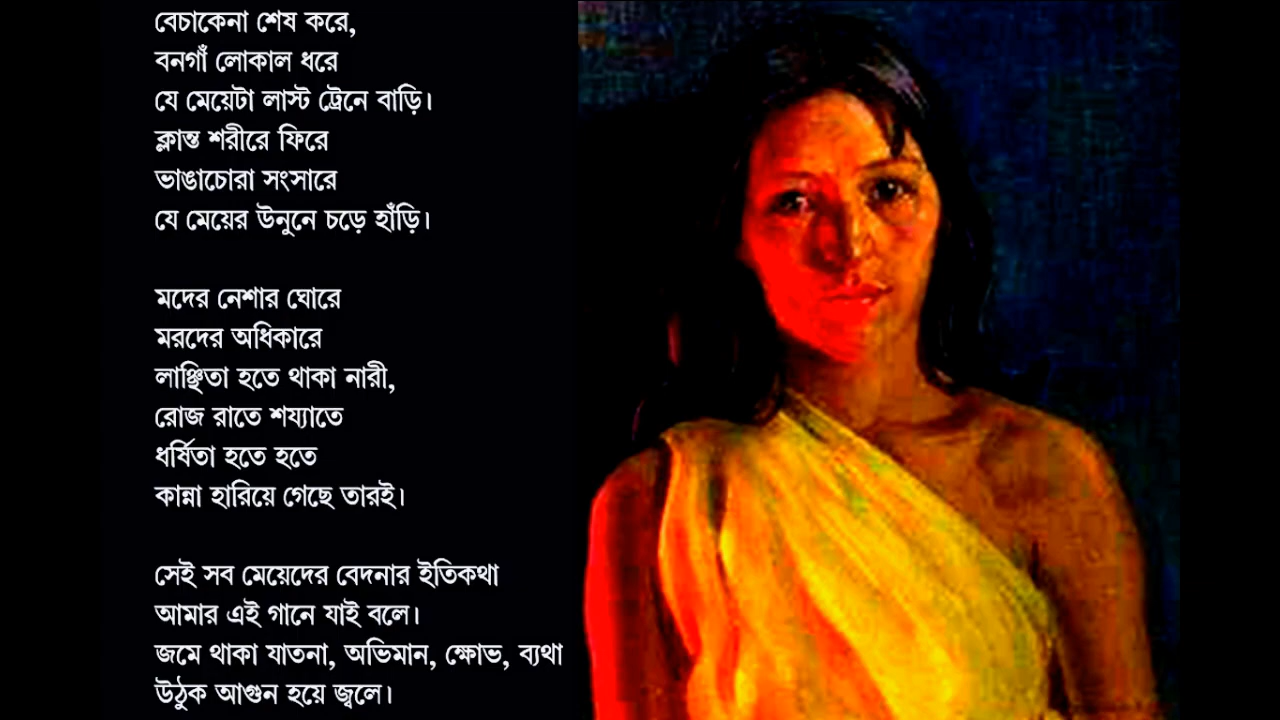 বেচাকেনা শেষ করে,
বনগাঁ লোকাল ধরে
যে মেয়েটা লাস্ট ট্রেনে বাড়ি।
ক্লান্ত শরীরে ফিরে
ভাঙাচোরা সংসারে
যে মেয়ের উনুনে চড়ে হাঁড়ি।
মদের নেশার ঘোরে
মরদের অধিকারে
লাঞ্ছিতা হতে থাকা নারী,
রোজ রাতে শয্যাতে
ধর্ষিতা হতে হতে
কান্না হারিয়ে গেছে তারই।
সেই সব মেয়েদের বেদনার ইতিকথা
আমার এই গানে যাই বলে।
জমে থাকা যাতনা, অভিমান, ক্ষোভ, ব্যথা
উঠুক আগুন হয়ে জ্বলে।